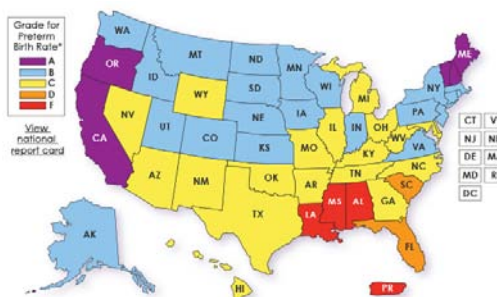 Grade for
Preterm
Birth Rate*
A
B
C
D
F
View
national
report card
WA
OR
CA
NV
ID
MT
WY
UT
AZ
CO
NM
ND
SD
NE
KS
OK
TX
MN
IA
MO
AR
LA
WI
IL
MI
IN
OH
KY
TN
MS
AL
GA
FL
SC
NC
VA
WV
PA
NY
ME
AK
HI
PR
CT
NJ
DE
MD
DC